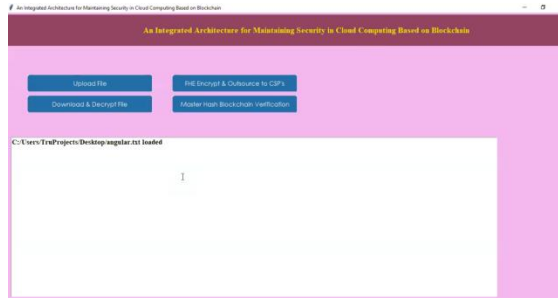 An Integrated Architecture for Maintaining Security in Cloud Computing Based on Blockchain
An Integrated Architecture for Maintaining Security in Cloud Computing Based on Blockchain
Upload File
FHE Encrypt & Outsource to CSP's
Download & Decrypt File
Master Hash Blockchain Verification
C:/Users/TruProjects/Desktop/angular.txt loaded